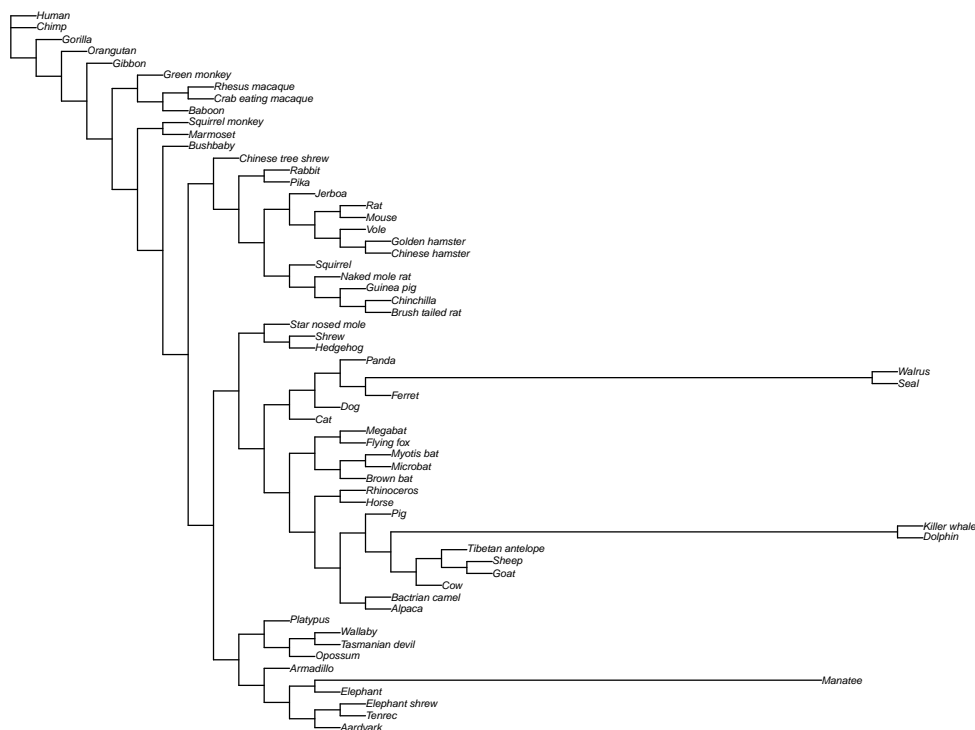 Human
Chimp
Gorilla
Orangutan
Gibbon
Green monkey
Rhesus macaque
Crab eating macaque
Baboon
Squirrel monkey
Marmoset
Bushbaby
Chinese tree shrew
Rabbit
Pika
Jerboa
Rat
Mouse
Vole
Golden hamster
Chinese hamster
Squirrel
Naked mole rat
Guinea pig
Chinchilla
Brush tailed rat
Star nosed mole
Shrew
Hedgehog
Panda
Walrus
Seal
Ferret
Dog
Cat
Megabat
Flying fox
Myotis bat
Microbat
Brown bat
Rhinoceros
Horse
Pig
Killer whale
Dolphin
Tibetan antelope
Sheep
Goat
Cow
Bactrian camel
Alpaca
Platypus
Wallaby
Tasmanian devil
Opossum
Armadillo
Manatee
Elephant
Elephant shrew
Tenrec
Aardvark